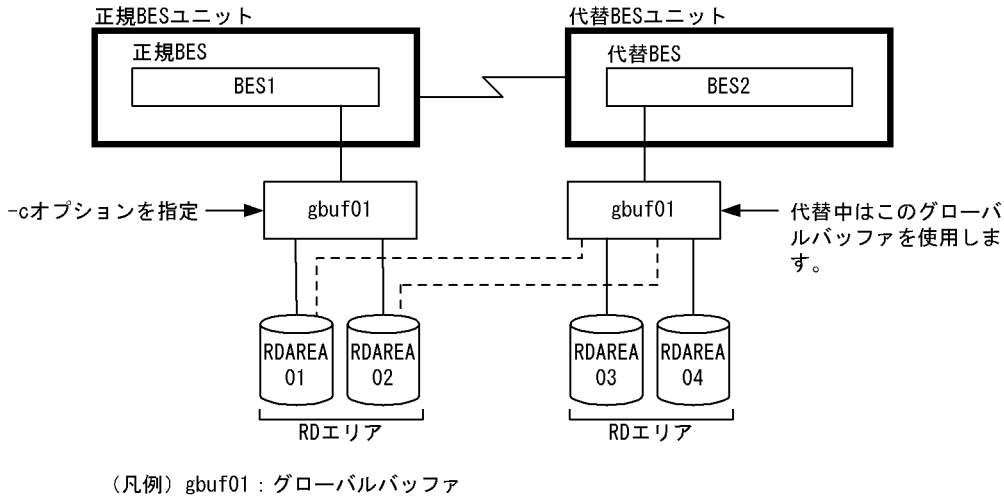 正規BESユニット
代替BESユニット
正規BES
代替BES
BES1
BES2
-cオプションを指定
gbuf01
gbuf01
代替中はこのグローバ
ルバッファを使用しま
す。
RDAREA
01
RDAREA
02
RDAREA
03
RDAREA
04
RDエリア
RDエリア
(凡例) gbuf01:グローバルバッファ